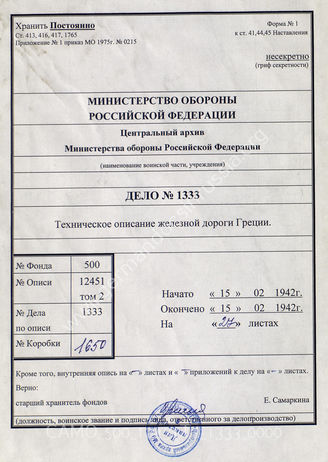 Хранить Постоянно
Ст. 413, 416, 417, 1765
Приложение № 1 приказ МО 1975г. № 0215
Форма № 1
к ст. 41,44,45 Наставления
несекретно
(гриф секретности)
МИНИСТЕРСТВО ОБОРОНЫ
РОССИЙСКОЙ ФЕДЕРАЦИИ
Центральный архив
Министерства обороны Российской Федерации
(наименование воинской части, учреждения)
ДЕЛО № 1333
Техническое описание железной дороги Греции.
№ Фонда 500
№ Описи 12451
том 2
№ Дела 1333
по описи
№ Коробки 1650
Начато « 15 » 02 1942г.
Окончено « 15 » 02 1942г.
На « 27 » листах
Кроме того, внутренняя опись на « – » листах и « – » приложений к делу на « – » листах.
Верно:
старший хранитель фондов Е. Самаркина
(должность, воинское звание и подпись лица, ответственного за делопроизводство)